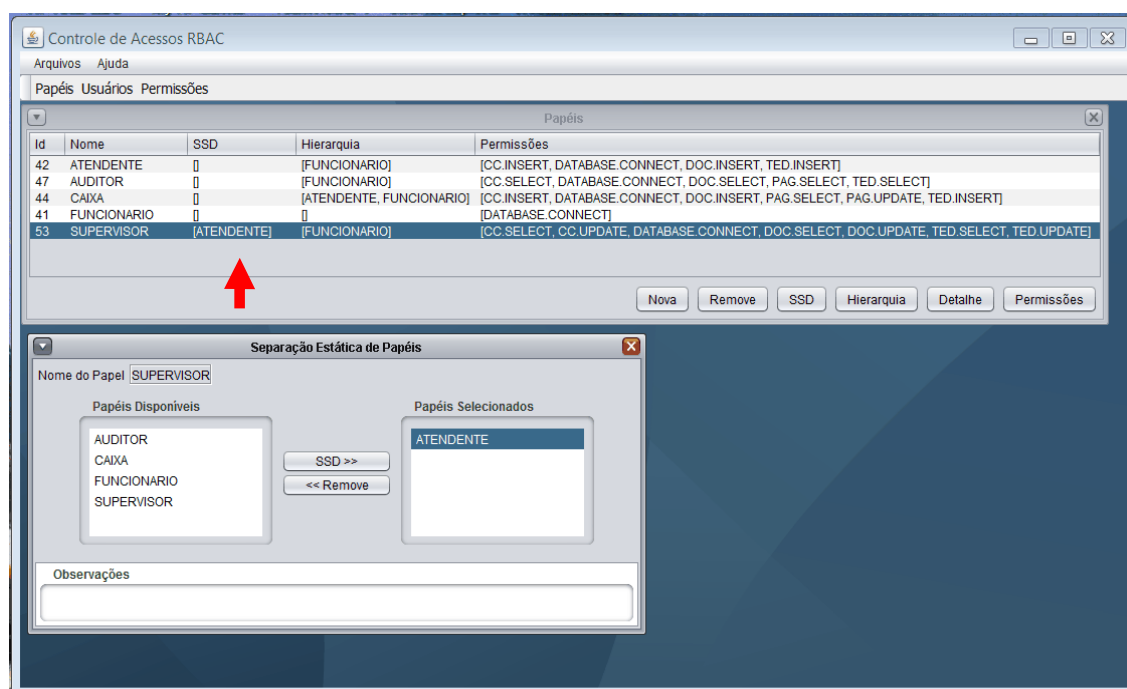 Controle de Acessos RBAC
Arquivos Ajuda
Papéis Usuários Permissões
Papéis
Id Nome SSD Hierarquia Permissões
42 ATENDENTE [] [FUNCIONARIO] [CC.INSERT, DATABASE.CONNECT, DOC.INSERT, TED.INSERT]
47 AUDITOR [] [FUNCIONARIO] [CC.SELECT, DATABASE.CONNECT, DOC.SELECT, PAG.SELECT, TED.SELECT]
44 CAIXA [] [ATENDENTE, FUNCIONARIO] [CC.INSERT, DATABASE.CONNECT, DOC.INSERT, PAG.SELECT, PAG.UPDATE, TED.INSERT]
41 FUNCIONARIO [] [] [DATABASE.CONNECT]
53 SUPERVISOR [ATENDENTE] [FUNCIONARIO] [CC.SELECT, CC.UPDATE, DATABASE.CONNECT, DOC.SELECT, DOC.UPDATE, TED.SELECT, TED.UPDATE]
Nova Remove SSD Hierarquia Detalhe Permissões
Separação Estática de Papéis
Nome do Papel SUPERVISOR
Papéis Disponíveis Papéis Selecionados
AUDITOR ATENDENTE
CAIXA SSD >>
FUNCIONARIO << Remove
SUPERVISOR
Observações